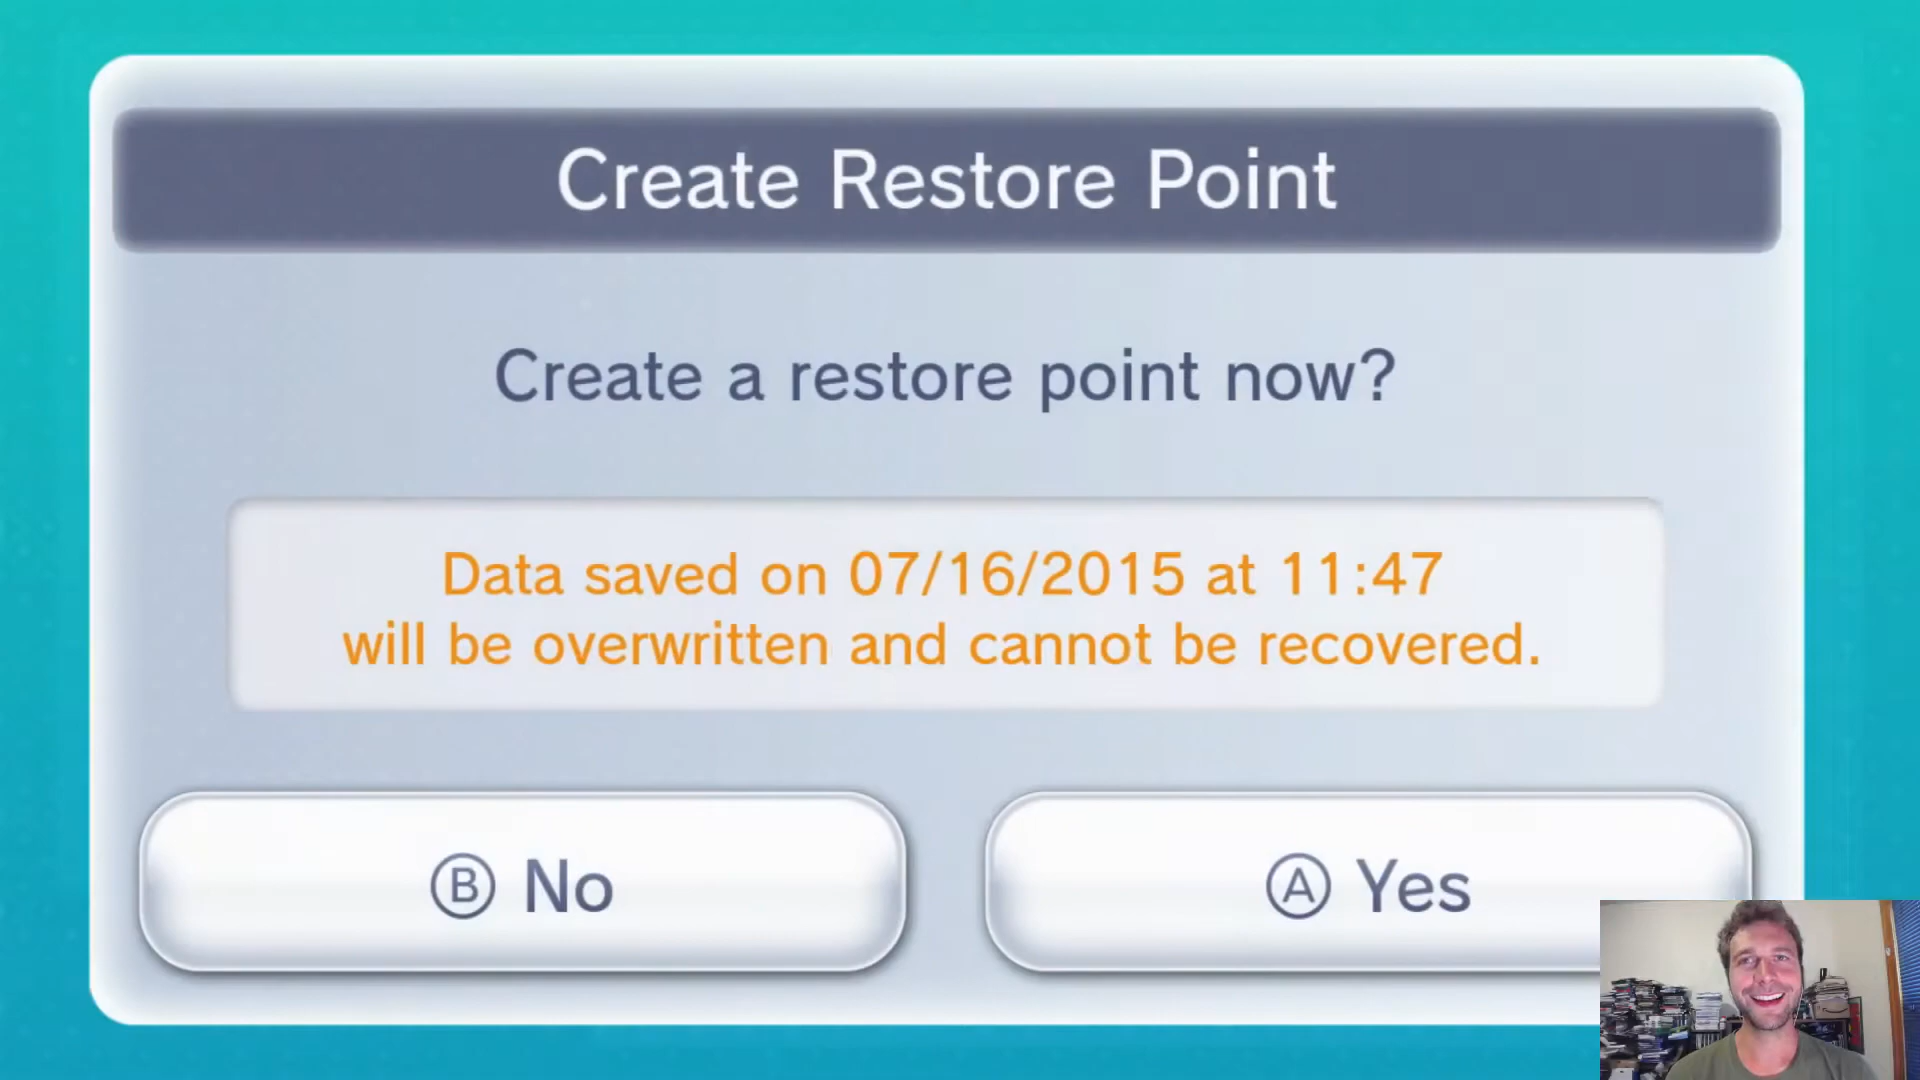 Create Restore Point
Create a restore point now?
Data saved on 07/16/2015 at 11:47
will be overwritten and cannot be recovered.
Ⓑ No
Ⓐ Yes